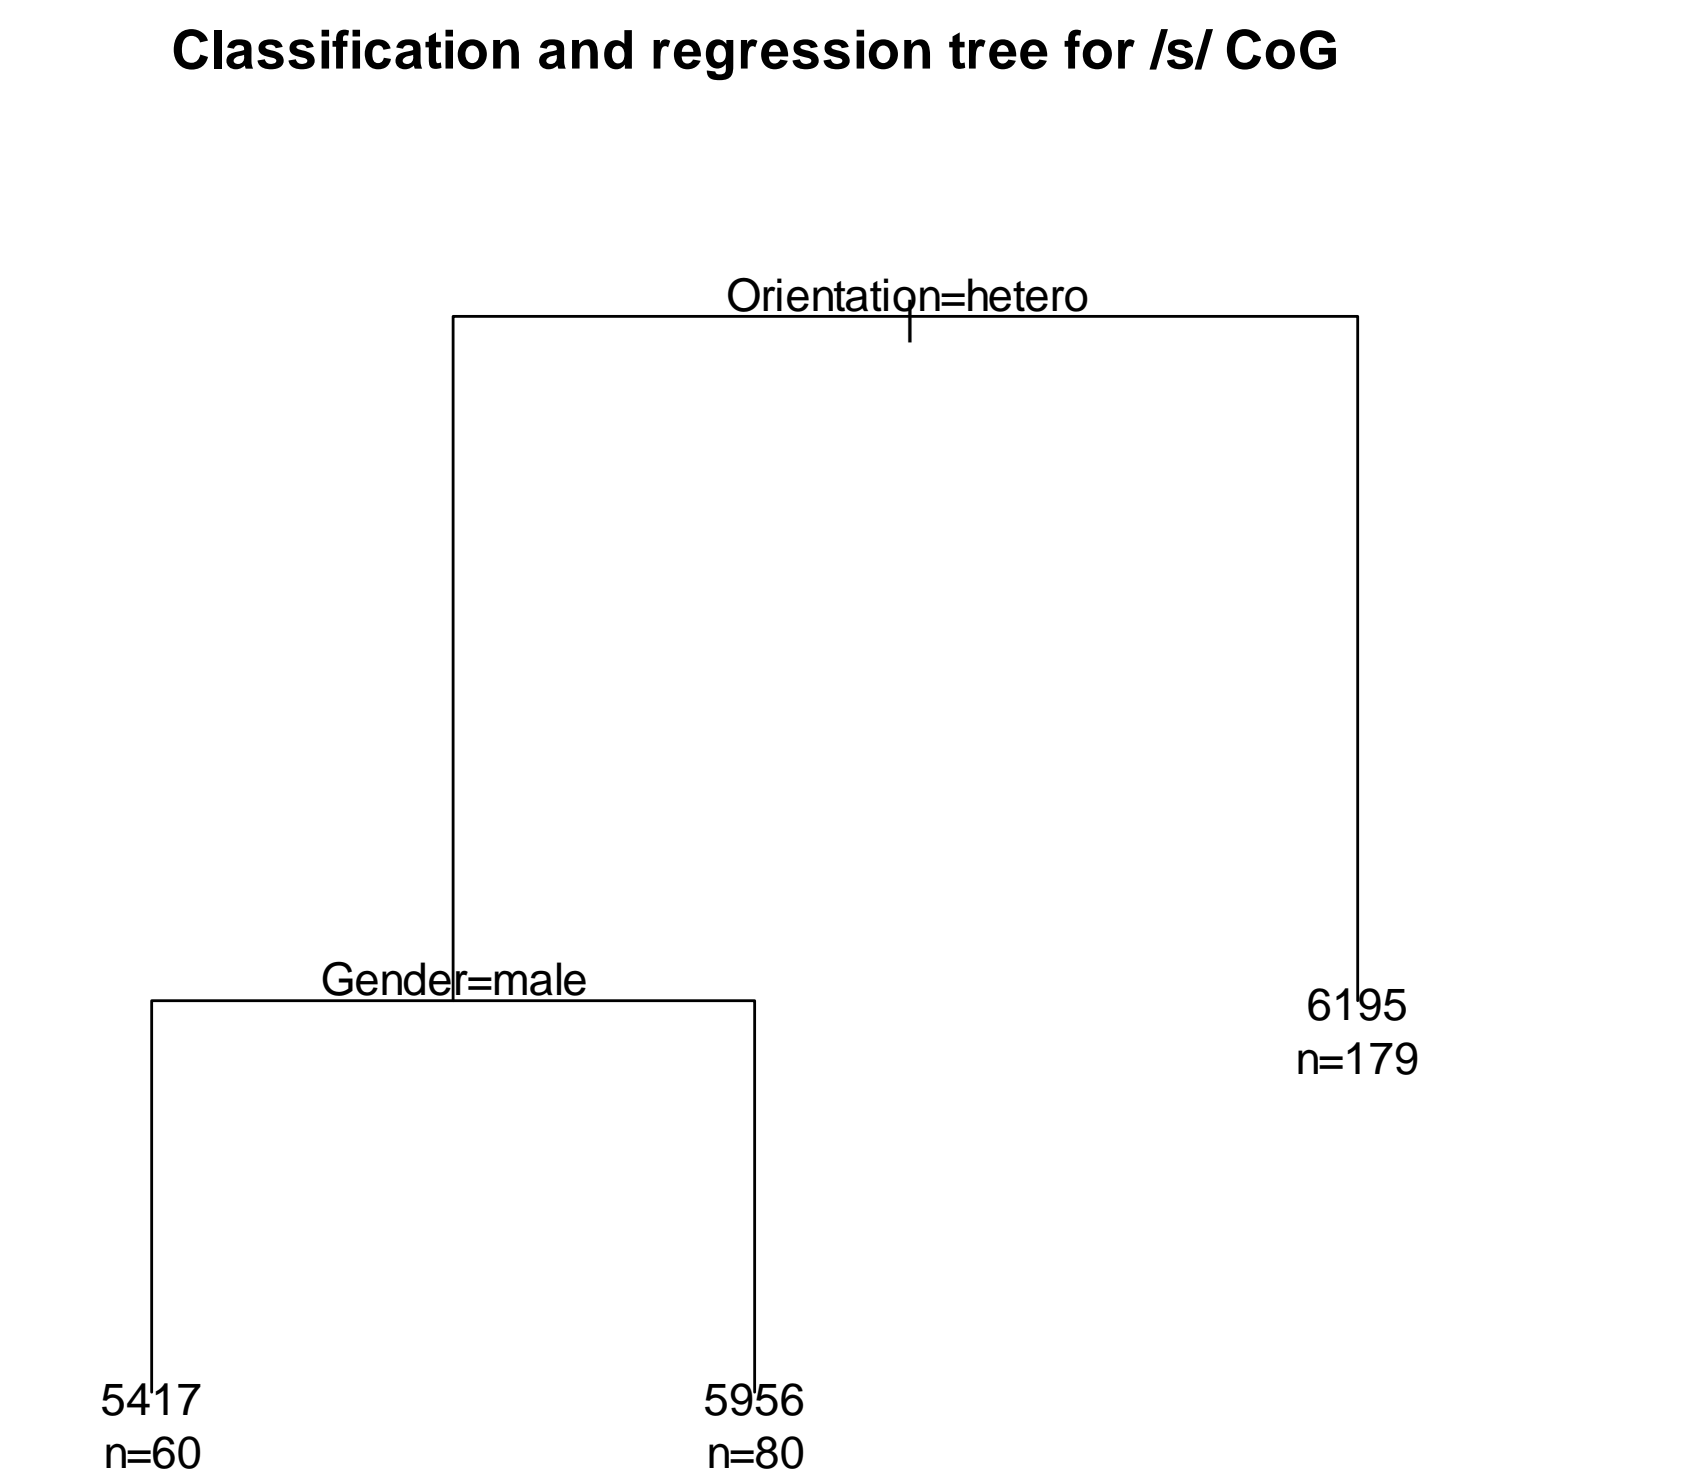 Classification and regression tree for /s/ CoG
Orientation=hetero
Gender=male
6195
n=179
5417
n=60
5956
n=80